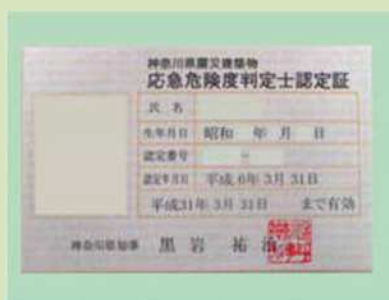 神奈川県震災建築物
応急危険度判定士認定証
氏名
生年月日 昭和 年 月 日
認定番号 -
認定年月日 平成 6年 3月 31日
平成31年 3月 31日 まで有効
神奈川県知事 黒岩 祐治